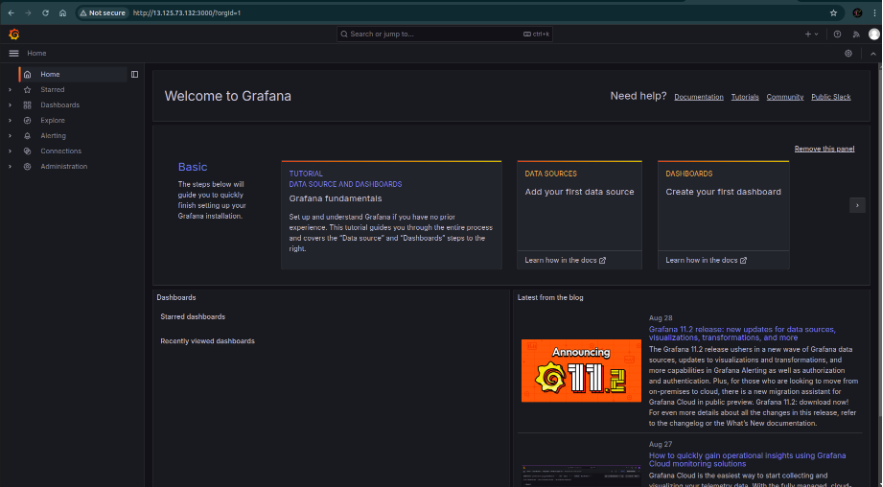 Not secure http://13.125.73.132:3000/?orgId=1
Search or jump to...
ctrl+k
Home
Home
Starred
Dashboards
Explore
Alerting
Connections
Administration
Welcome to Grafana
Need help? Documentation Tutorials Community Public Slack
Remove this panel
Basic
The steps below will
guide you to quickly
finish setting up your
Grafana installation.
TUTORIAL
DATA SOURCE AND DASHBOARDS
Grafana fundamentals
Set up and understand Grafana if you have no prior
experience. This tutorial guides you through the entire process
and covers the "Data source" and "Dashboards" steps to the
right.
DATA SOURCES
Add your first data source
Learn how in the docs
DASHBOARDS
Create your first dashboard
Learn how in the docs
Dashboards
Starred dashboards
Recently viewed dashboards
Latest from the blog
Announcing
11.2
Aug 28
Grafana 11.2 release: new updates for data sources,
visualizations, transformations, and more
The Grafana 11.2 release ushers in a new wave of Grafana data
sources, updates to visualizations and transformations, and
more capabilities in Grafana Alerting as well as authorization
and authentication. Plus, for those who are looking to move from
on-premises to cloud, there is a new migration assistant for
Grafana Cloud in public preview. Grafana 11.2: download now!
For even more details about all the changes in this release, refer
to the changelog or the What's New documentation.
Aug 27
How to quickly gain operational insights using Grafana
Cloud monitoring solutions
Grafana Cloud is the easiest way to start collecting and
visualizing your telemetry data. With the fully managed, cloud-